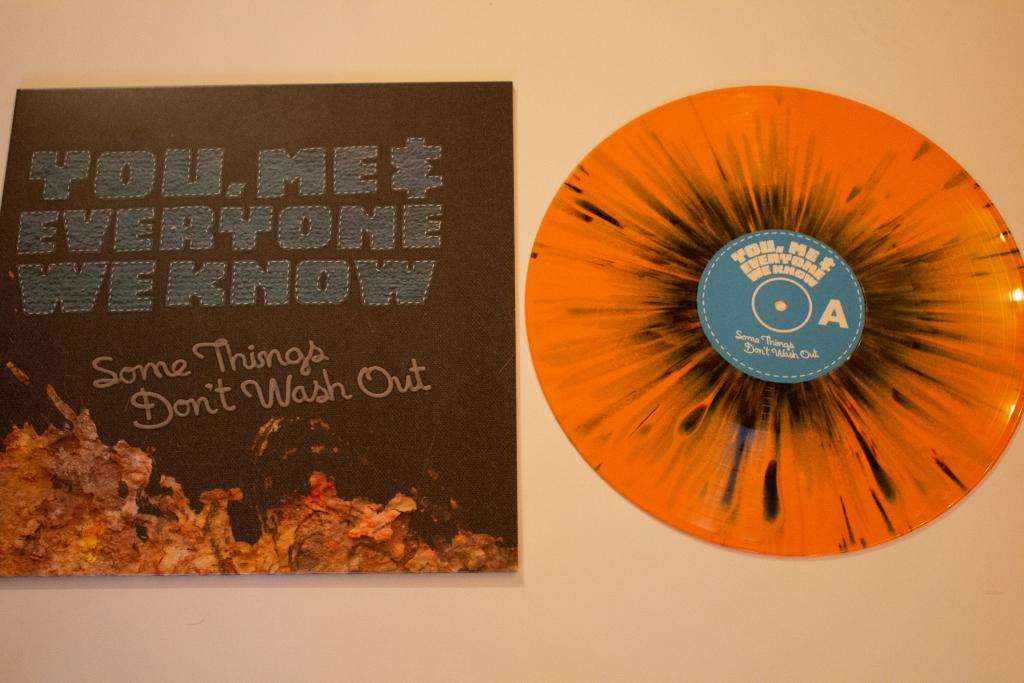 YOU, ME &
EVERYONE
WE KNOW
Some Things
Don't Wash Out
YOU, ME &
EVERYONE
WE KNOW
A
Some Things
Don't Wash Out